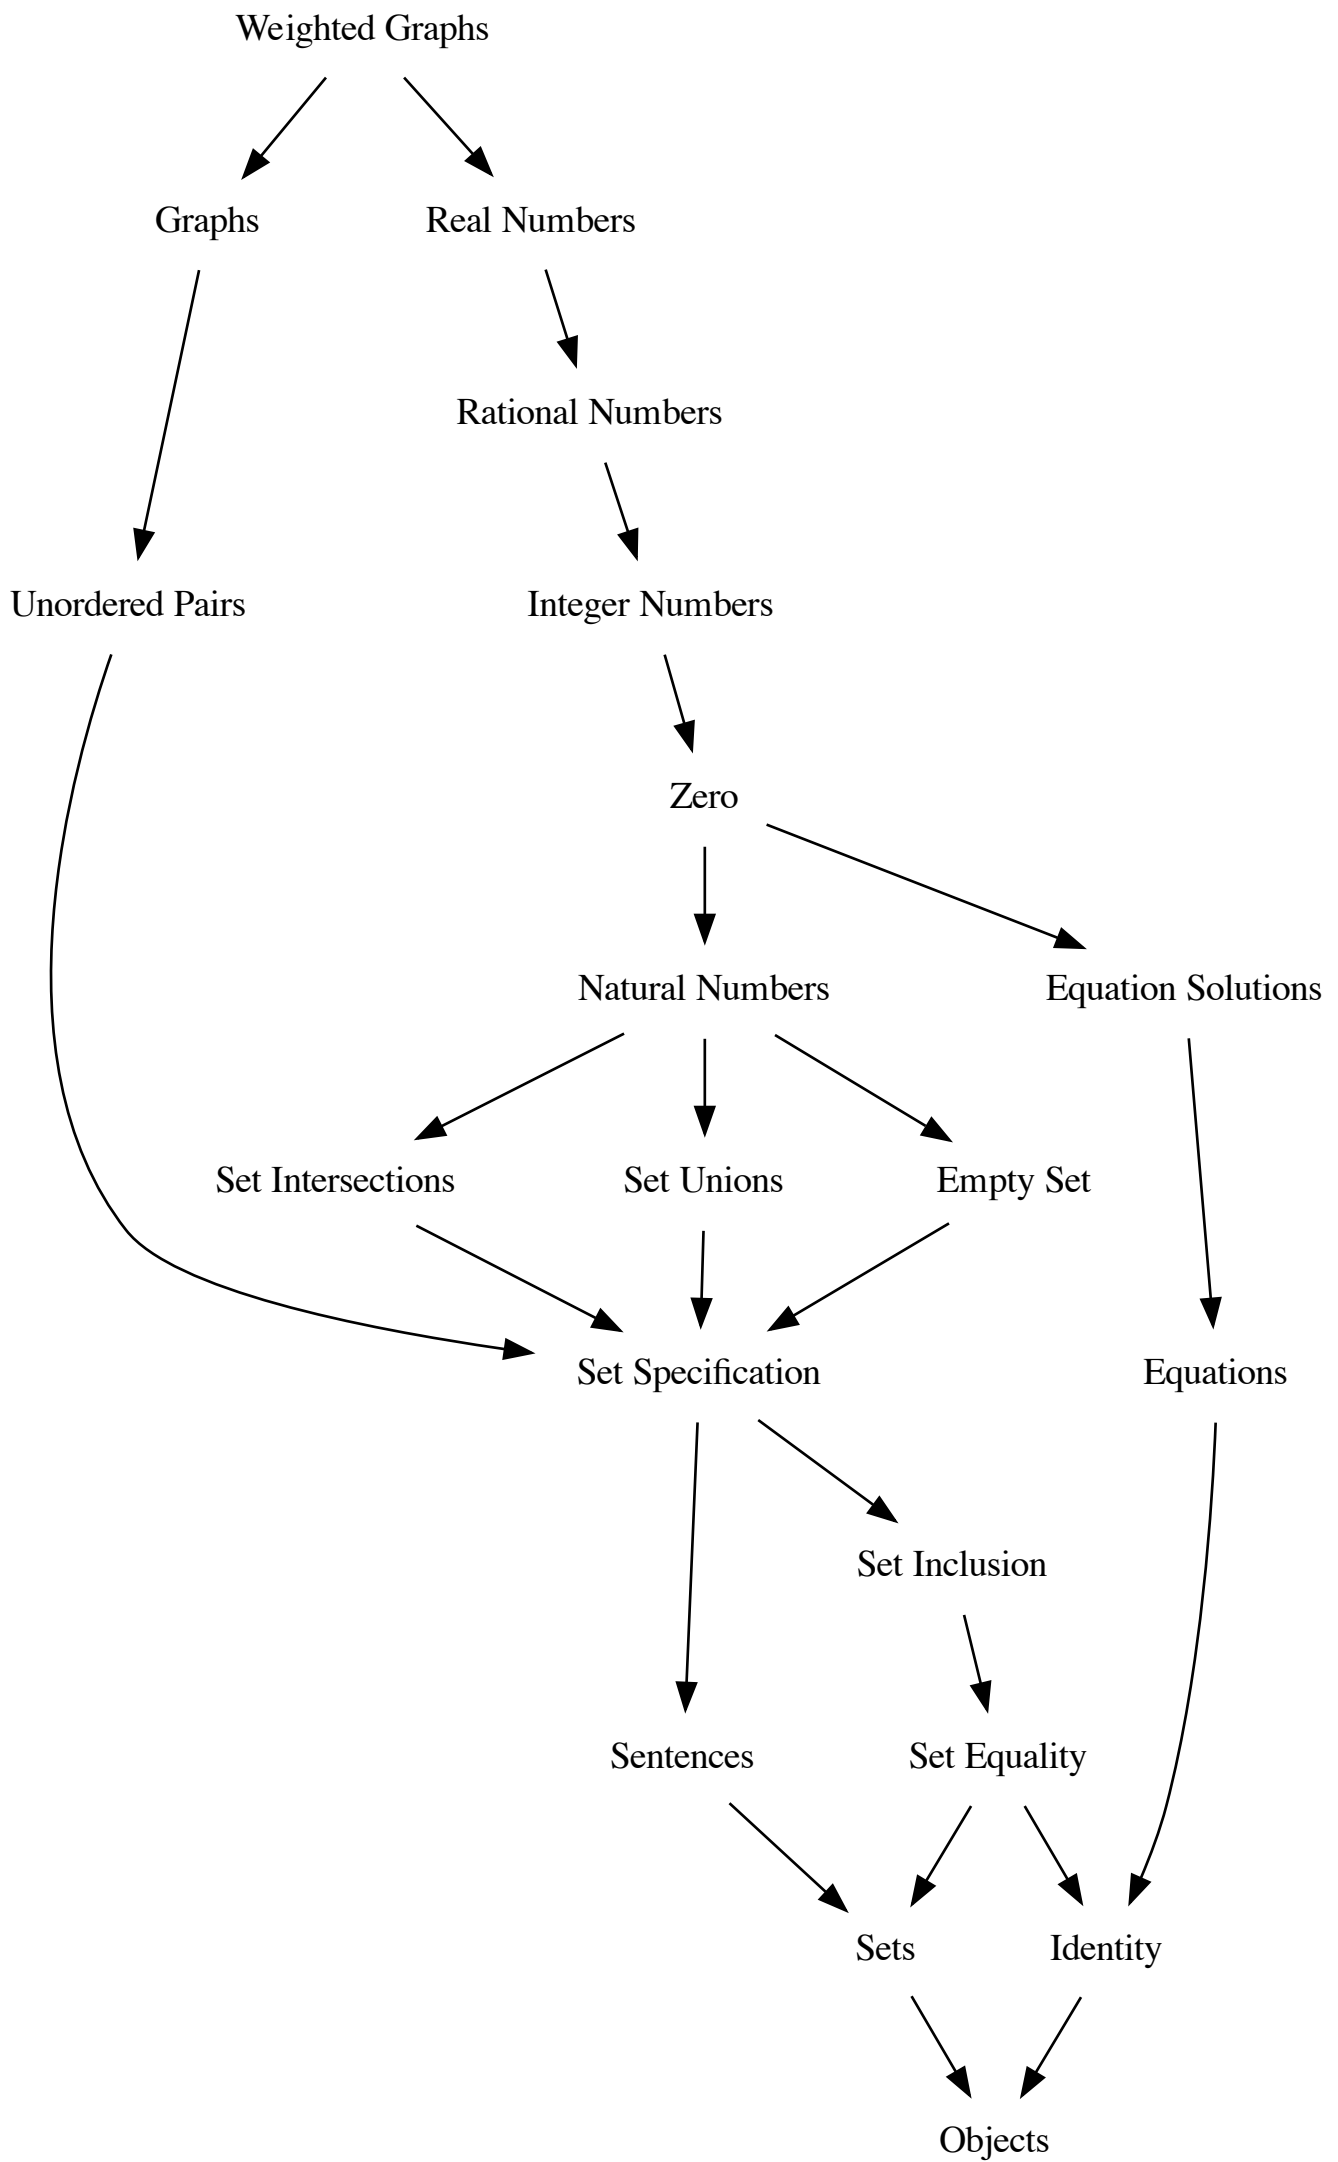 Weighted Graphs
Graphs
Real Numbers
Rational Numbers
Unordered Pairs
Integer Numbers
Zero
Natural Numbers
Equation Solutions
Set Intersections
Set Unions
Empty Set
Set Specification
Equations
Set Inclusion
Sentences
Set Equality
Sets
Identity
Objects